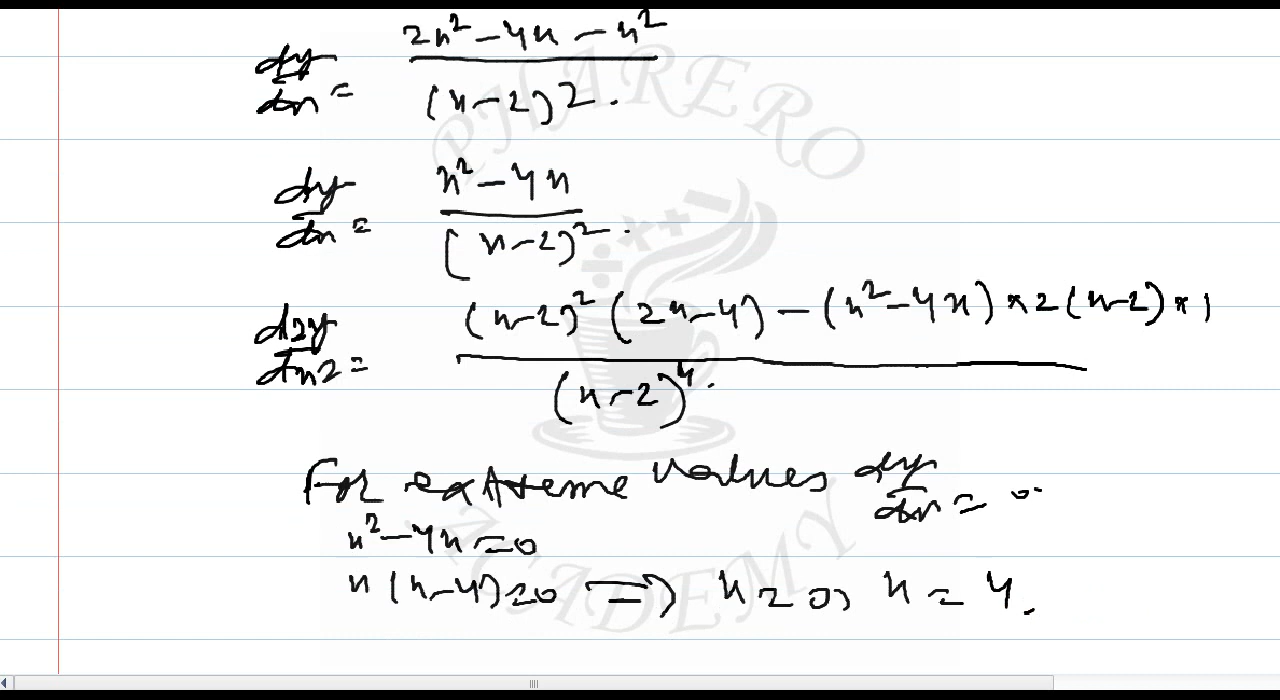 dy/dx = (2x² - 4x - x²)/(x-2)2.
dy/dx = (x² - 4x)/(x-2)².
d2y/dx2 = ((x-2)² (2x-4) - (x²-4x) * 2(x-2) * 1)/(x-2)⁴.
For extreme values dy/dx = 0.
x² - 4x = 0
x(x-4) = 0 => x = 0, x = 4.
PHARERO
ACADEMY